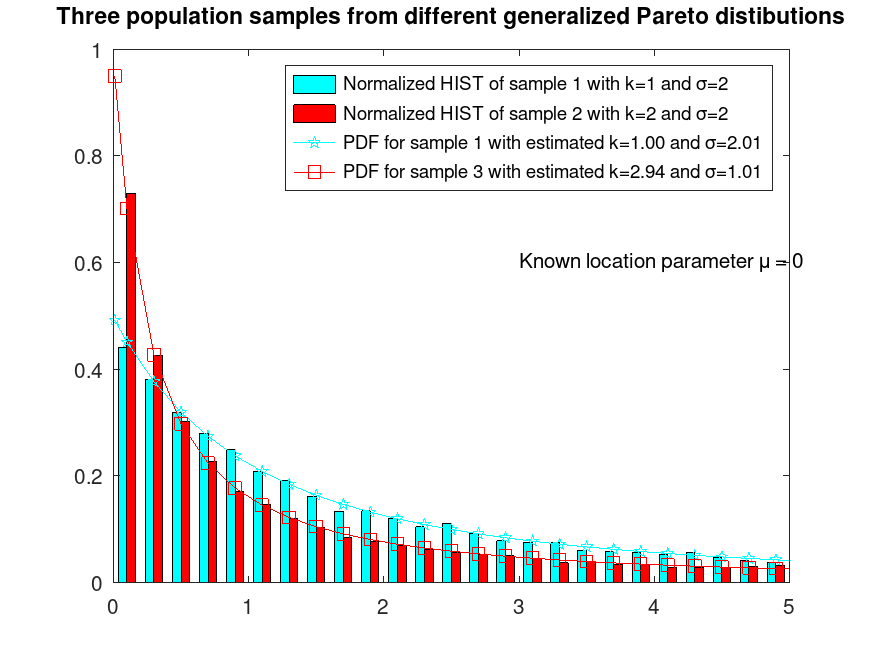 Three population samples from different generalized Pareto distibutions
1
0.8
0.6
0.4
0.2
0
0
1
2
3
4
5
Normalized HIST of sample 1 with k=1 and σ=2
Normalized HIST of sample 2 with k=2 and σ=2
PDF for sample 1 with estimated k=1.00 and σ=2.01
PDF for sample 3 with estimated k=2.94 and σ=1.01
Known location parameter μ = 0